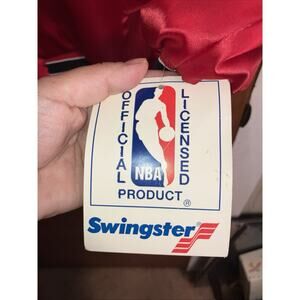 OFFICIAL
LICENSED
NBA
PRODUCT
®
Swingster